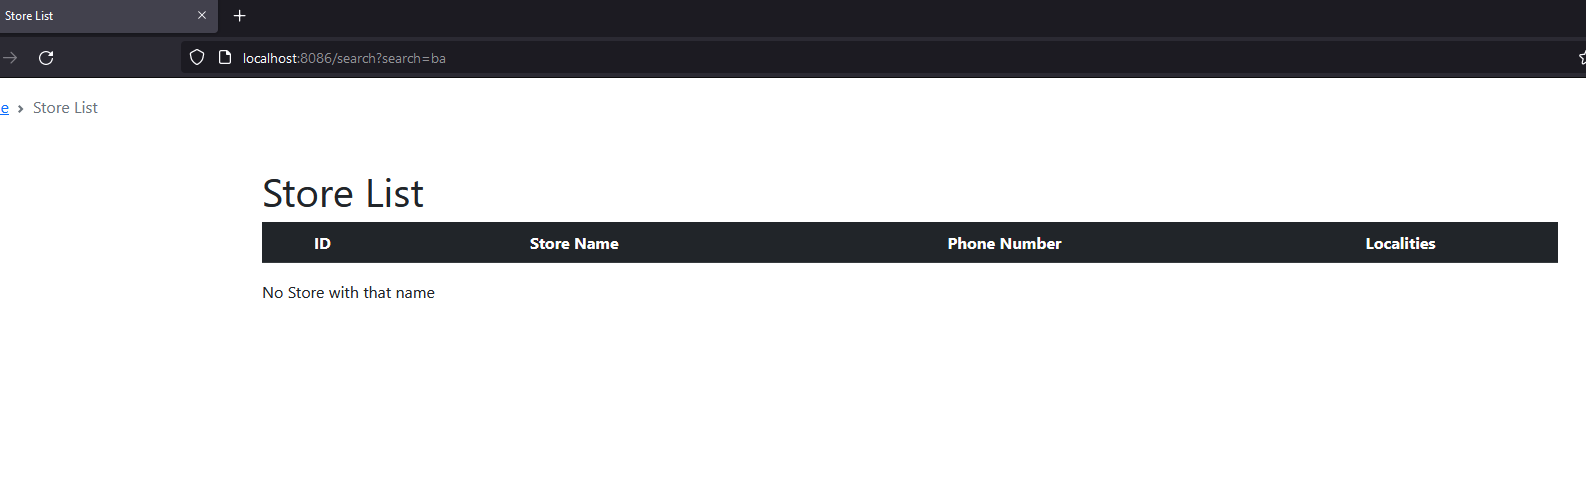 Store List
localhost:8086/search?search=ba
e > Store List
Store List
ID Store Name Phone Number Localities
No Store with that name